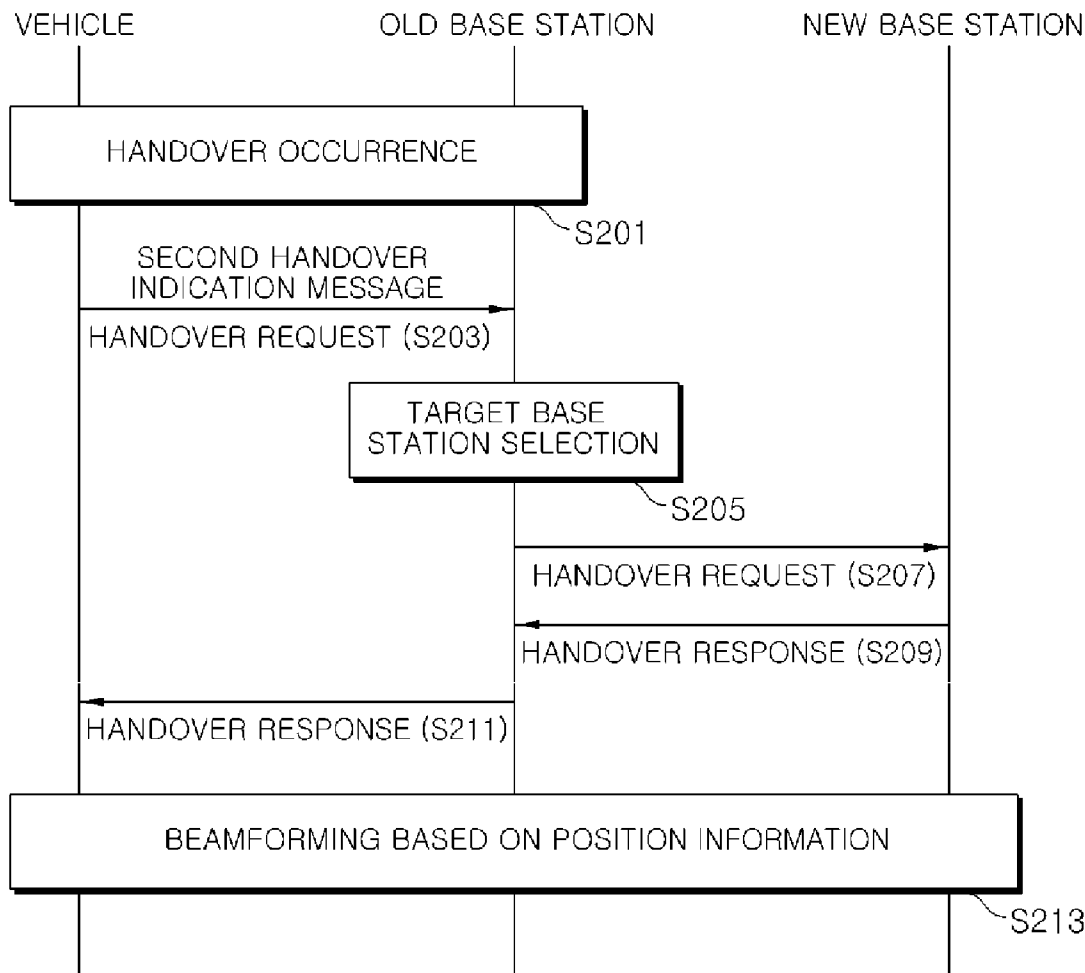 VEHICLE
OLD BASE STATION
NEW BASE STATION
HANDOVER OCCURRENCE
S201
SECOND HANDOVER
INDICATION MESSAGE
HANDOVER REQUEST (S203)
TARGET BASE
STATION SELECTION
S205
HANDOVER REQUEST (S207)
HANDOVER RESPONSE (S209)
HANDOVER RESPONSE (S211)
BEAMFORMING BASED ON POSITION INFORMATION
S213